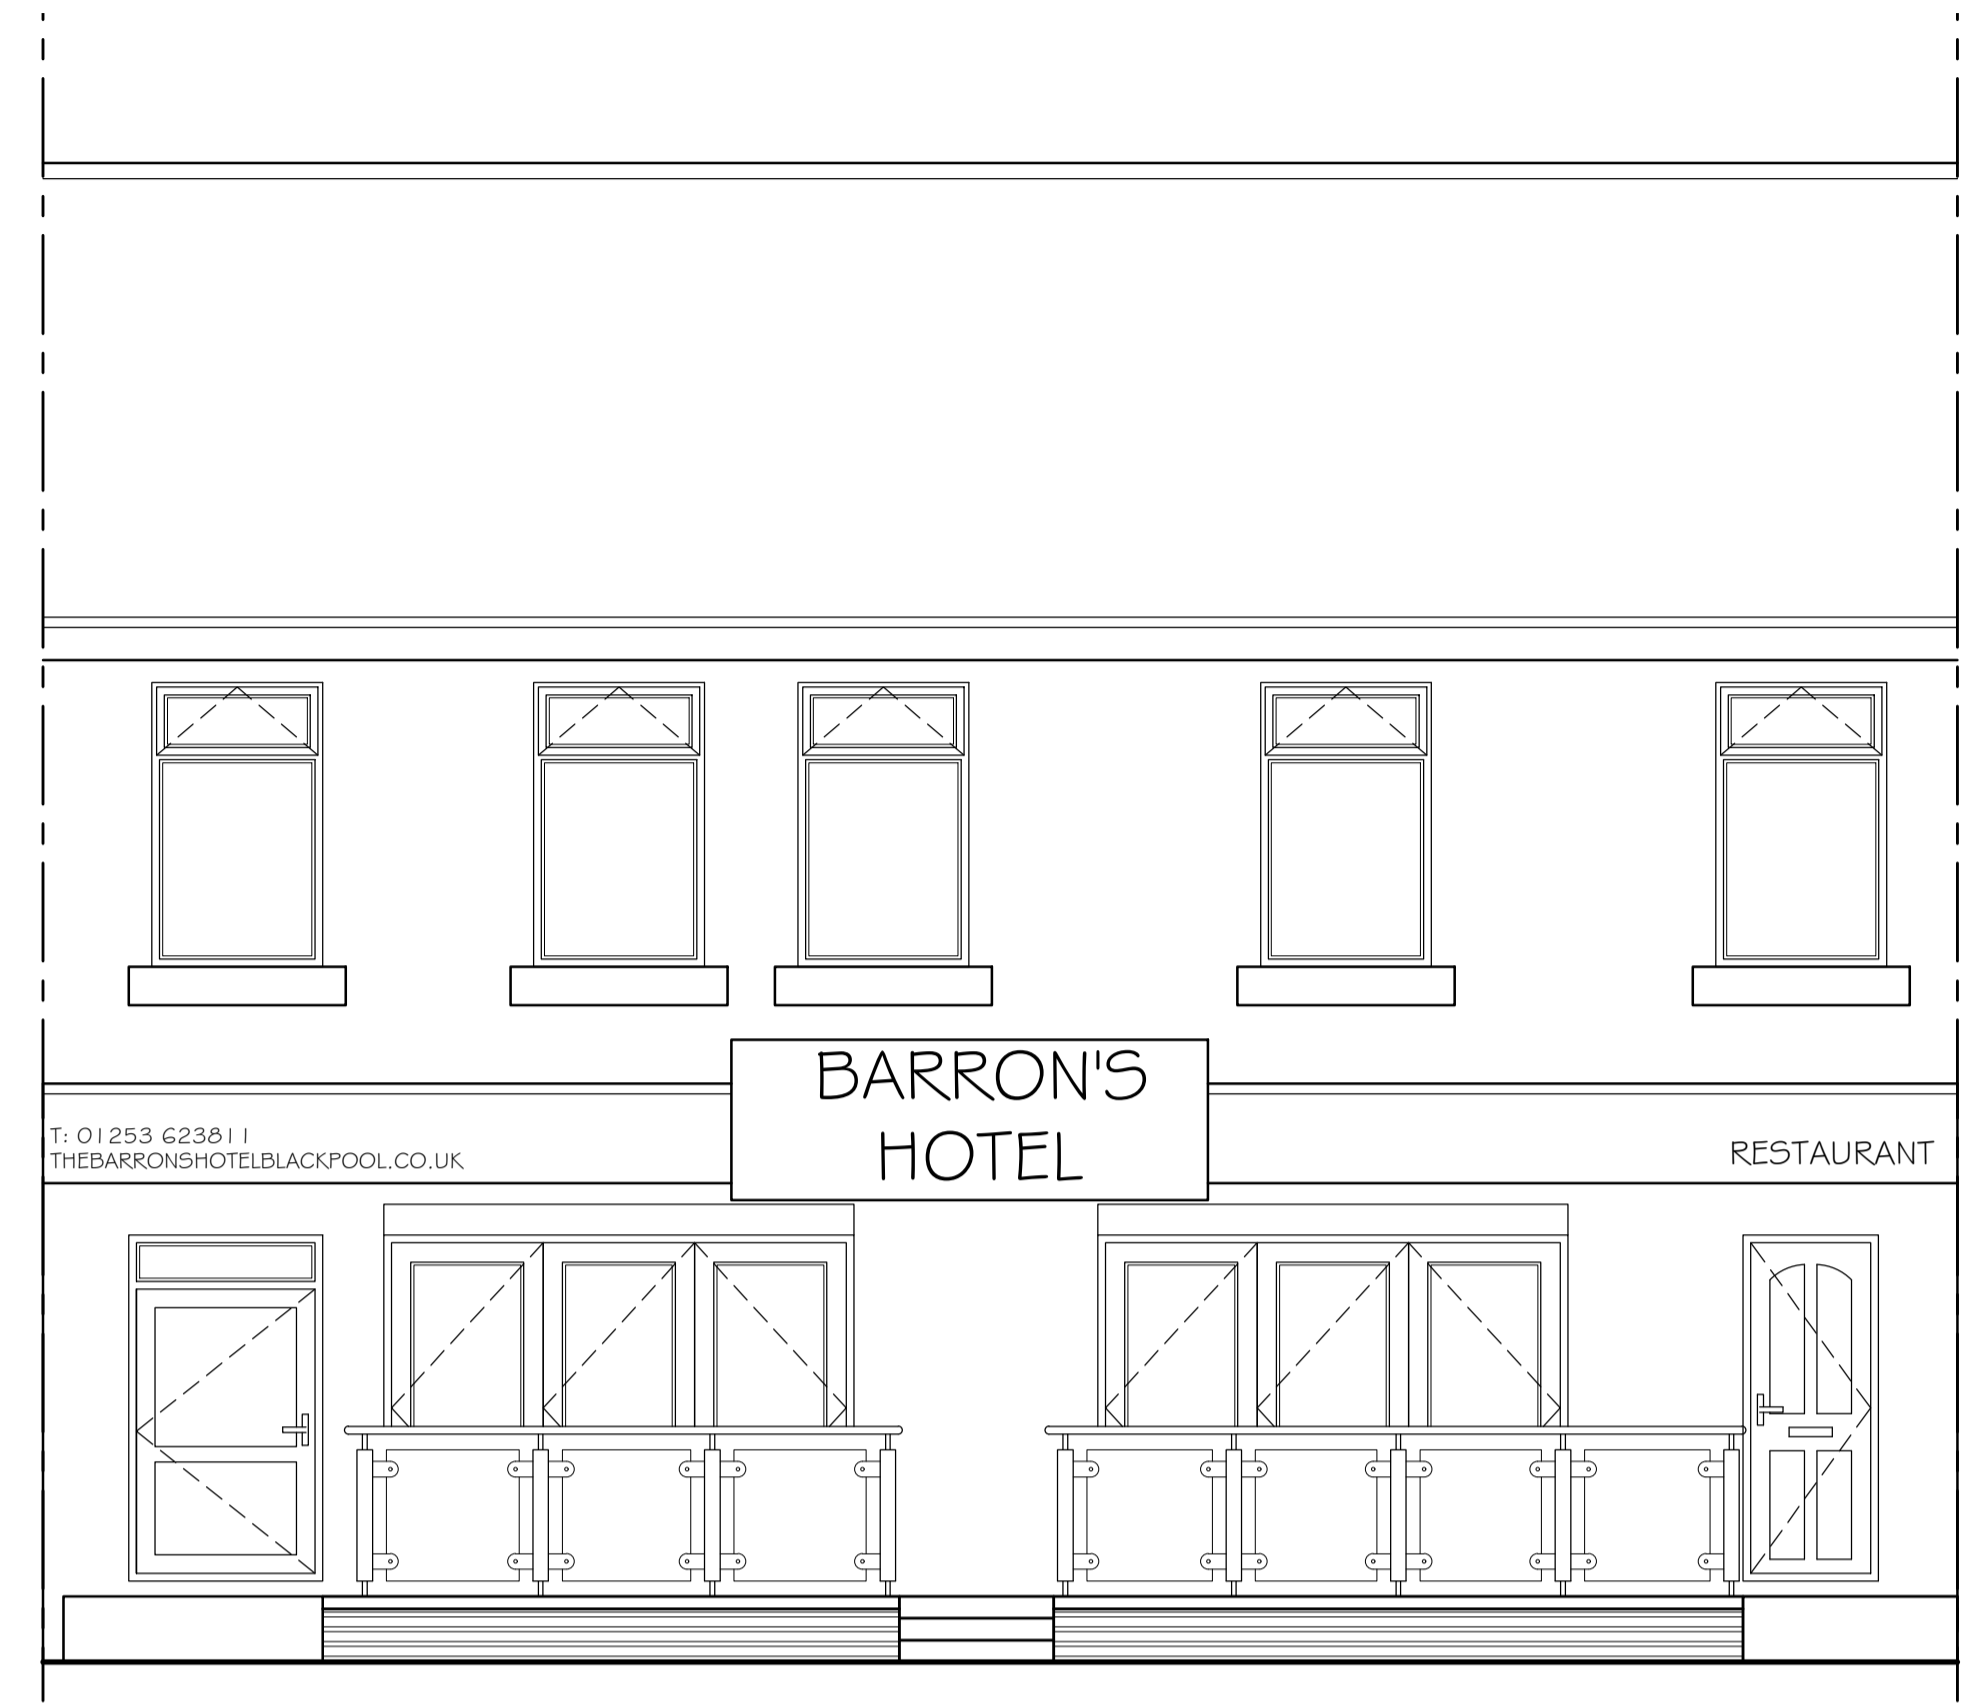 BARRON'S
HOTEL
T: 01253 623811
THEBARRONSHOTELBLACKPOOL.CO.UK
RESTAURANT